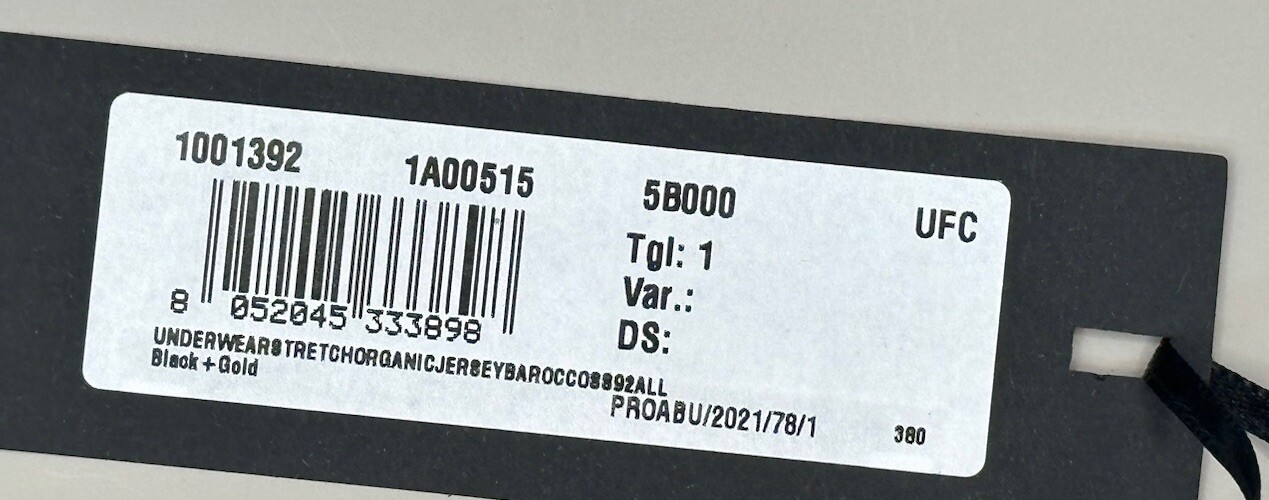 1001392 1A00515 5B000 UFC
Tgl: 1
Var.:
DS:
8 052045 333898
UNDERWEARSTRETCHORGANICJERSEYBAROCCOS892ALL
Black+Gold
PROABU/2021/78/1 380